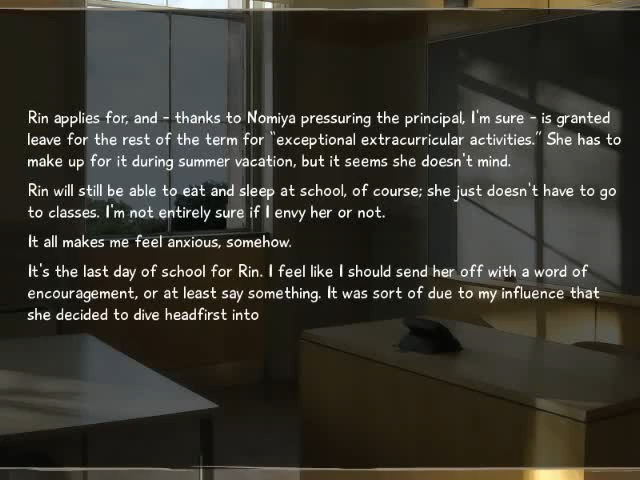 Rin applies for, and – thanks to Nomiya pressuring the principal, I'm sure – is granted
leave for the rest of the term for “exceptional extracurricular activities.” She has to
make up for it during summer vacation, but it seems she doesn't mind.
Rin will still be able to eat and sleep at school, of course; she just doesn't have to go
to classes. I'm not entirely sure if I envy her or not.
It all makes me feel anxious, somehow.
It's the last day of school for Rin. I feel like I should send her off with a word of
encouragement, or at least say something. It was sort of due to my influence that
she decided to dive headfirst into